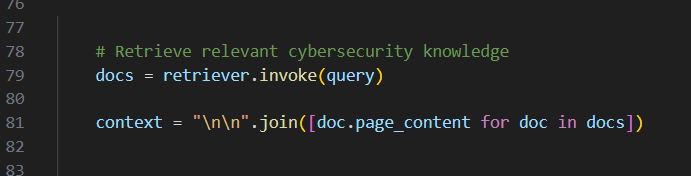 76
77
78 # Retrieve relevant cybersecurity knowledge
79 docs = retriever.invoke(query)
80
81 context = "\n\n".join([doc.page_content for doc in docs])
82
83